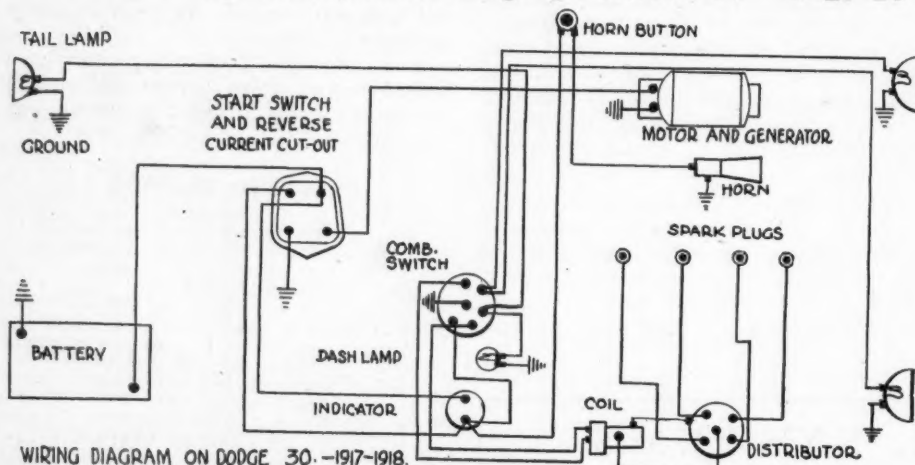 HORN BUTTON
TAIL LAMP
START SWITCH
AND REVERSE
CURRENT CUT-OUT
MOTOR AND GENERATOR
GROUND
HORN
SPARK PLUGS
COMB.
SWITCH
BATTERY
DASH LAMP
INDICATOR
COIL
DISTRIBUTOR
WIRING DIAGRAM ON DODGE 30.-1917-1918.